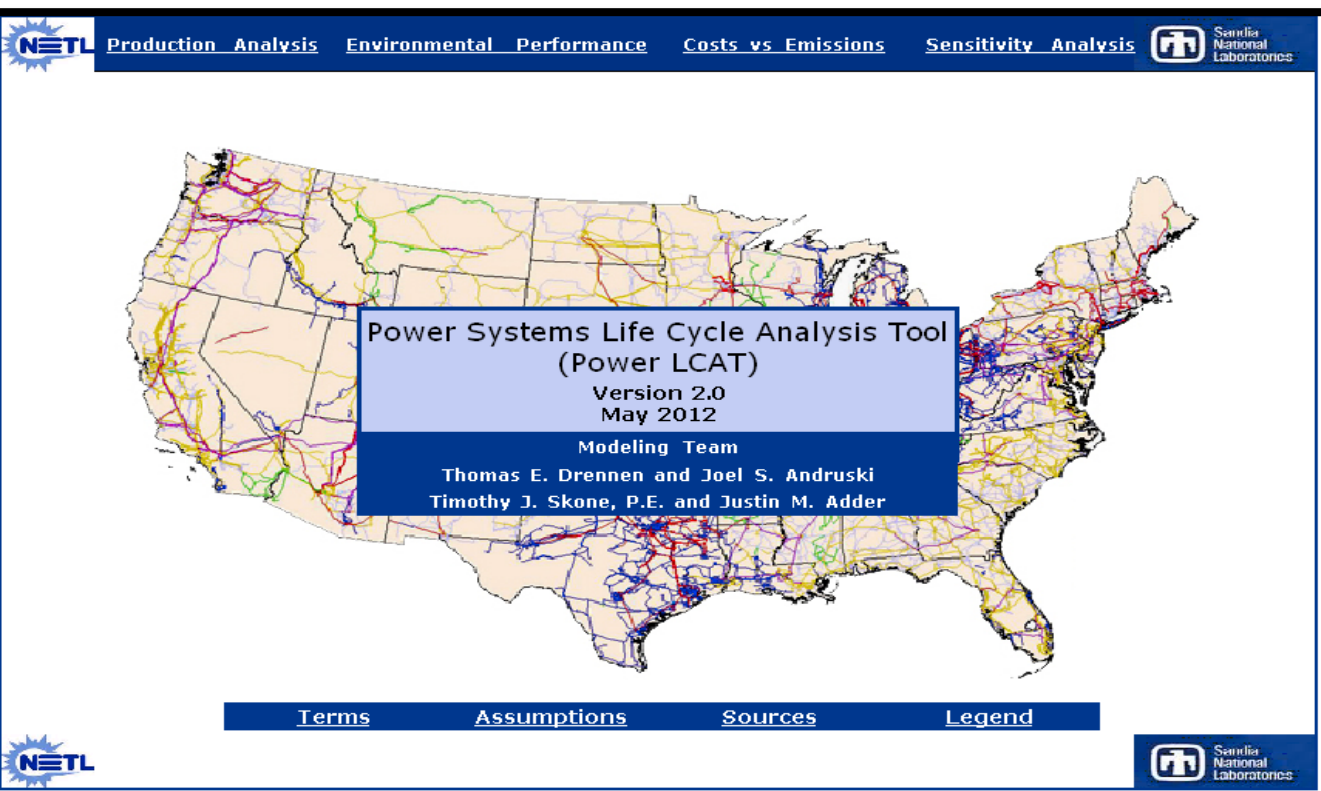 NETL Production Analysis Environmental Performance Costs vs Emissions Sensitivity Analysis
Sandia
National
Laboratories
Power Systems Life Cycle Analysis Tool
(Power LCAT)
Version 2.0
May 2012
Modeling Team
Thomas E. Drennen and Joel S. Andruski
Timothy J. Skone, P.E. and Justin M. Adder
Terms Assumptions Sources Legend
NETL
Sandia
National
Laboratories